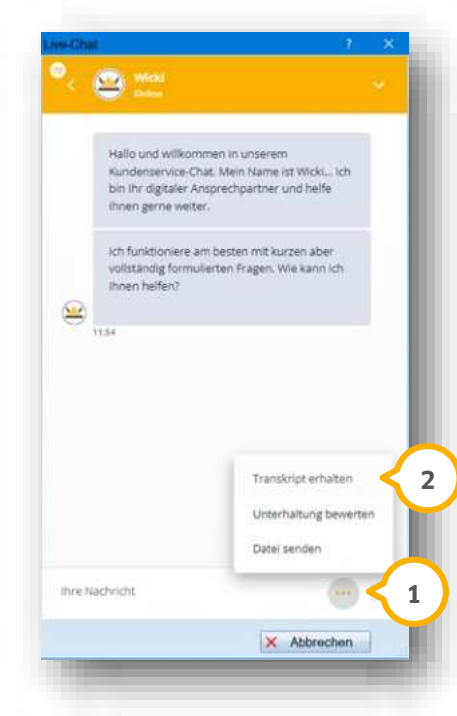 Live-Chat ? ×
Wicki
Online
Hallo und willkommen in unserem
Kundenservice-Chat. Mein Name ist Wicki... Ich
bin Ihr digitaler Ansprechpartner und helfe
Ihnen gerne weiter.
Ich funktioniere am besten mit kurzen aber
vollständig formulierten Fragen. Wie kann ich
Ihnen helfen?
11:54
Transkript erhalten
2
Unterhaltung bewerten
Datei senden
Ihre Nachricht
1
Abbrechen